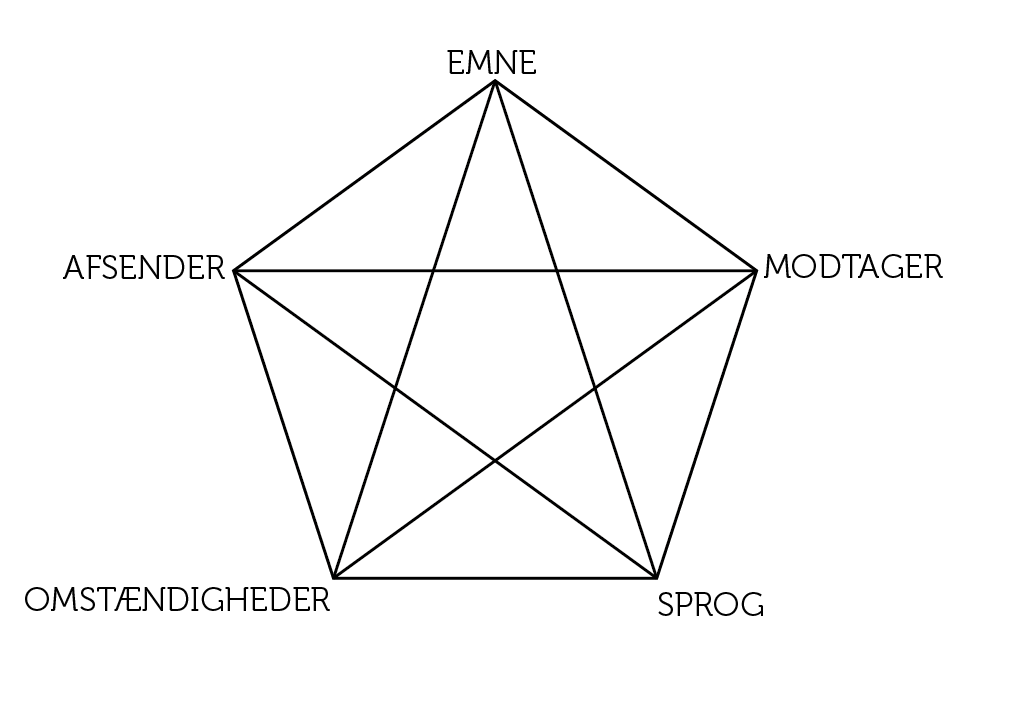 EMNE
AFSENDER
MODTAGER
OMSTÆNDIGHEDER
SPROG